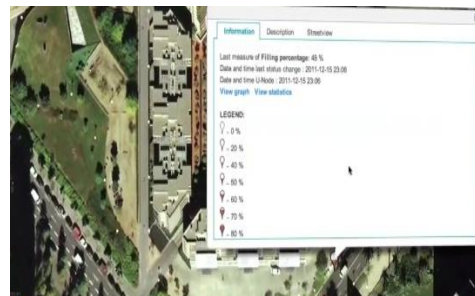 Information Description Streetview
Last measure of Filling percentage: 48 %
Date and time last status change : 2011-12-15 23:06
Date and time U-Node : 2011-12-15 23:06
View graph View statistics
LEGEND:
- 0 %
- 20 %
- 40 %
- 50 %
- 60 %
- 70 %
- 80 %